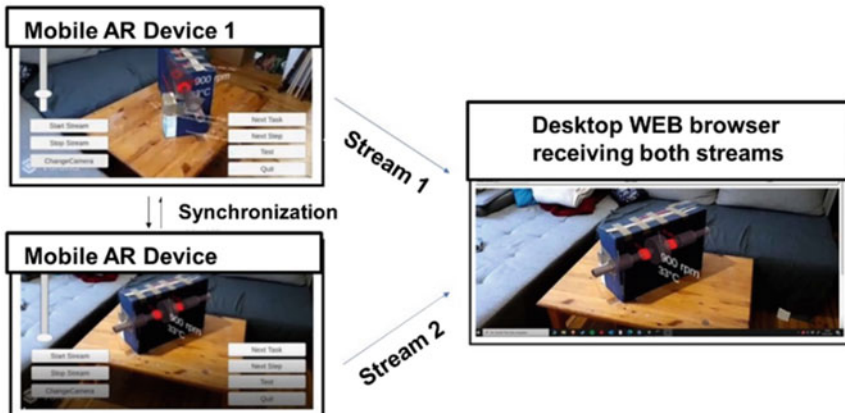 Mobile AR Device 1
900 rpm
33°C
Start Stream
Stop Stream
ChangeCamera
Next Task
Next Step
Test
Quit
Stream 1
Synchronization
Mobile AR Device
900 rpm
33°C
Start Stream
Stop Stream
ChangeCamera
Next Task
Next Step
Test
Quit
Stream 2
Desktop WEB browser
receiving both streams
900 rpm
33°C